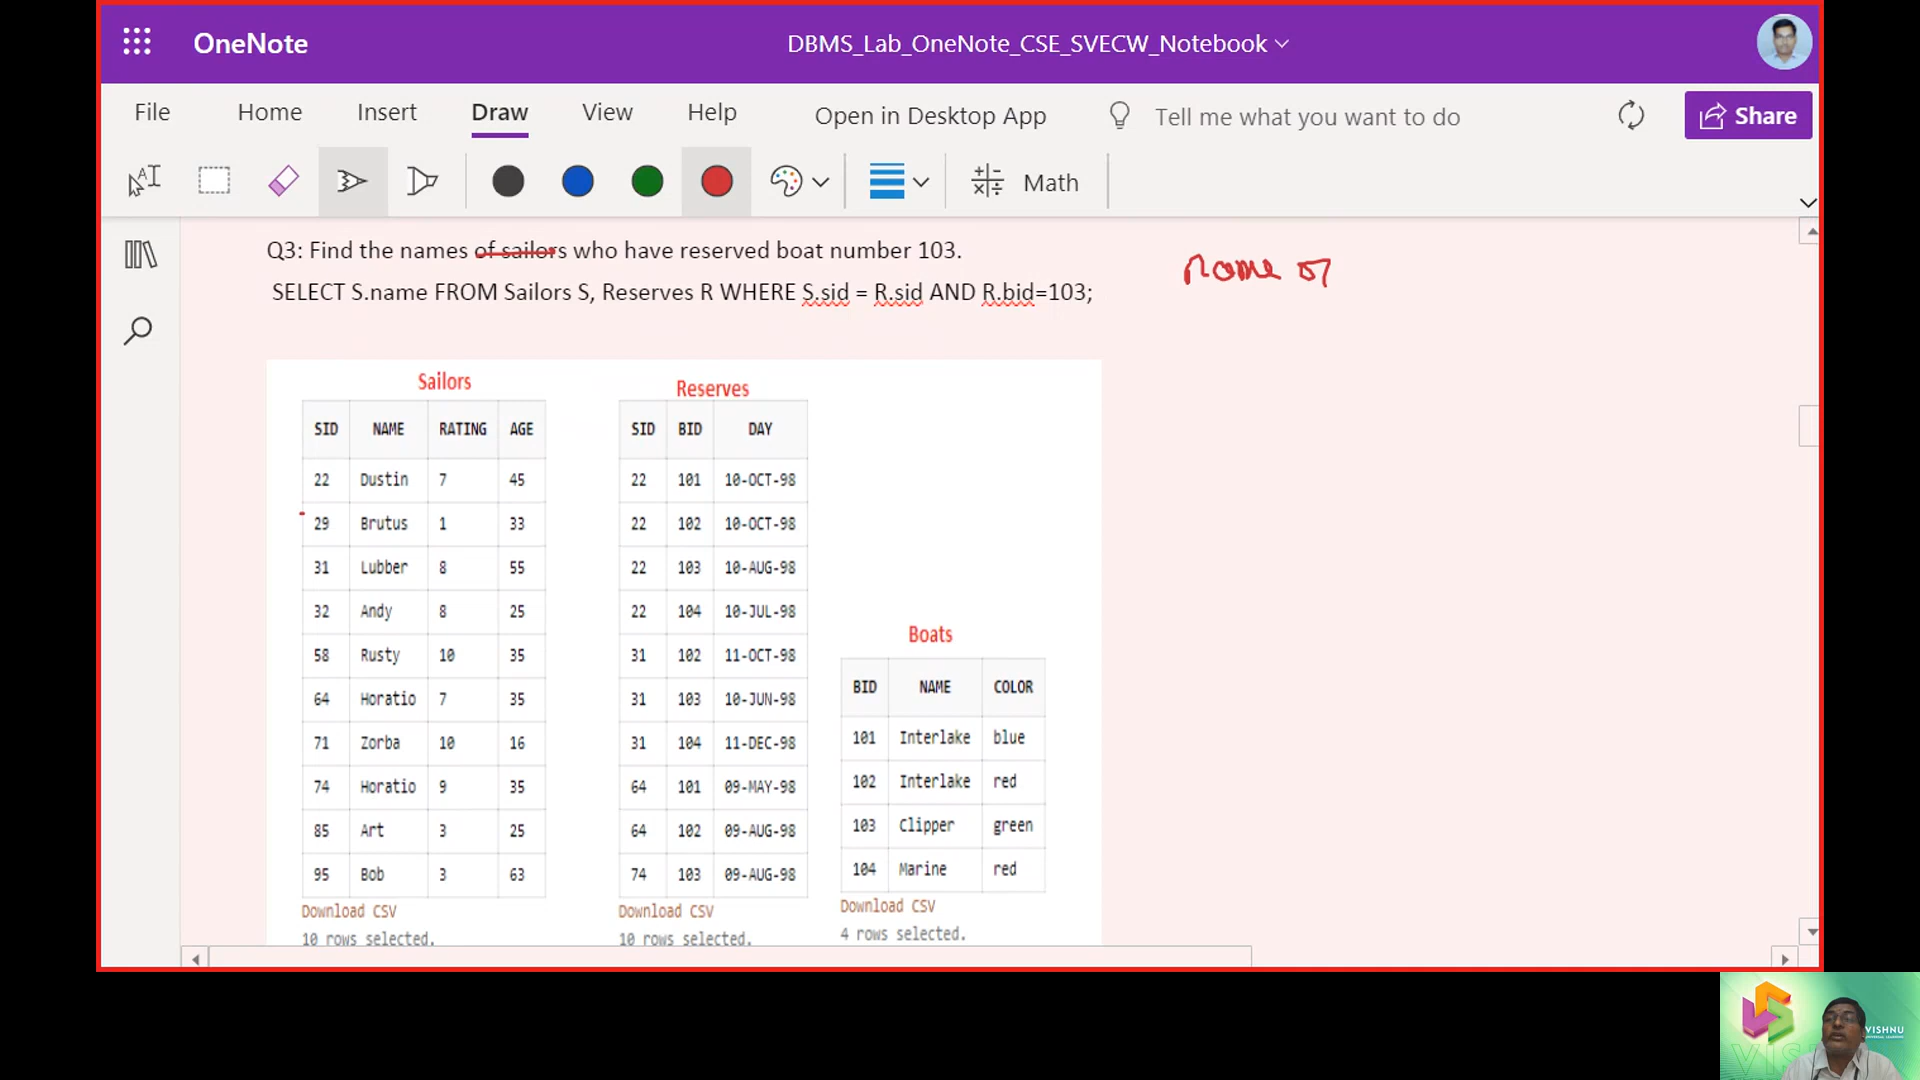 OneNote
DBMS_Lab_OneNote_CSE_SVECW_Notebook
File Home Insert Draw View Help Open in Desktop App Tell me what you want to do Share
Math
Q3: Find the names of sailors who have reserved boat number 103.
name of
SELECT S.name FROM Sailors S, Reserves R WHERE S.sid = R.sid AND R.bid=103;
Sailors
SID NAME RATING AGE
22 Dustin 7 45
29 Brutus 1 33
31 Lubber 8 55
32 Andy 8 25
58 Rusty 10 35
64 Horatio 7 35
71 Zorba 10 16
74 Horatio 9 35
85 Art 3 25
95 Bob 3 63
Download CSV
10 rows selected.
Reserves
SID BID DAY
22 101 10-OCT-98
22 102 10-OCT-98
22 103 10-AUG-98
22 104 10-JUL-98
31 102 11-OCT-98
31 103 10-JUN-98
31 104 11-DEC-98
64 101 09-MAY-98
64 102 09-AUG-98
74 103 09-AUG-98
Download CSV
10 rows selected.
Boats
BID NAME COLOR
101 Interlake blue
102 Interlake red
103 Clipper green
104 Marine red
Download CSV
4 rows selected.
VISHNU